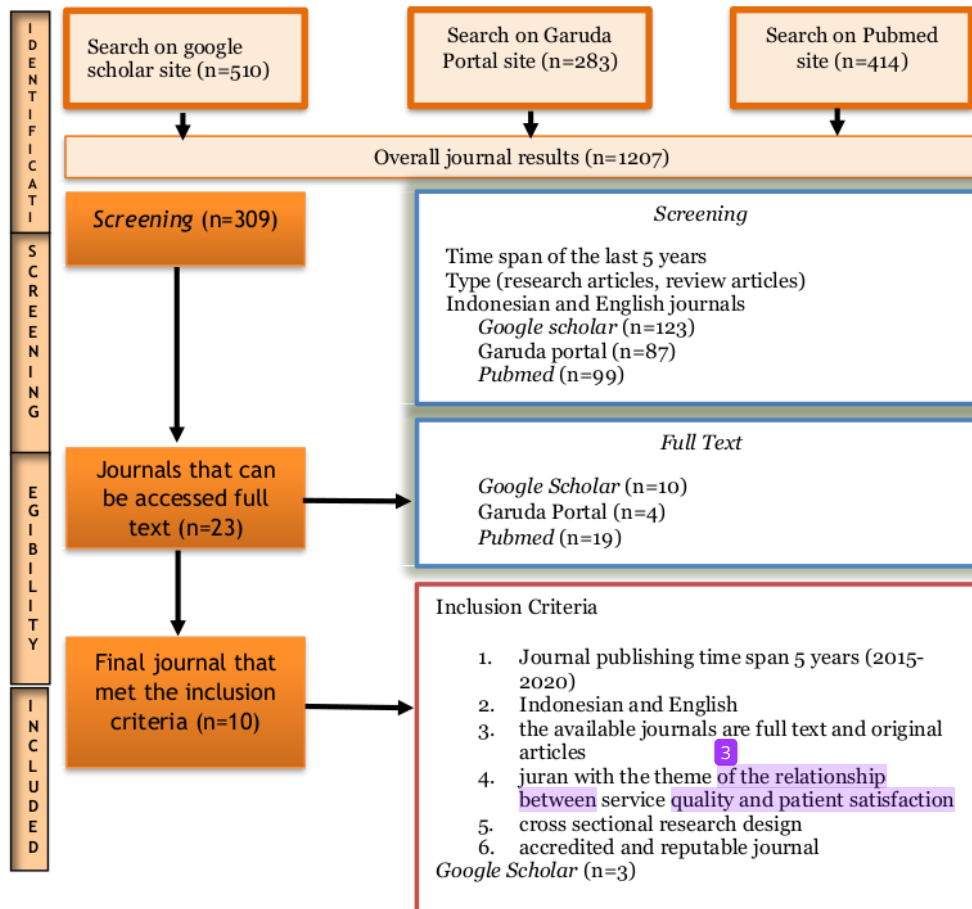 IDENTIFICATI
Search on google
scholar site (n=510)
Search on Garuda
Portal site (n=283)
Search on Pubmed
site (n=414)
Overall journal results (n=1207)
SCREENING
Screening (n=309)
Screening
Time span of the last 5 years
Type (research articles, review articles)
Indonesian and English journals
Google scholar (n=123)
Garuda portal (n=87)
Pubmed (n=99)
EGIBILITY
Journals that can
be accessed full
text (n=23)
Full Text
Google Scholar (n=10)
Garuda Portal (n=4)
Pubmed (n=19)
INCLUDED
Final journal that
met the inclusion
criteria (n=10)
Inclusion Criteria
1. Journal publishing time span 5 years (2015-
2020)
2. Indonesian and English
3. the available journals are full text and original
articles
3
4. juran with the theme of the relationship
between service quality and patient satisfaction
5. cross sectional research design
6. accredited and reputable journal
Google Scholar (n=3)